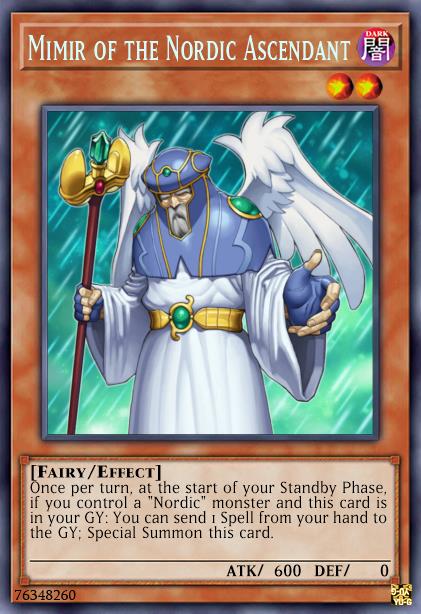 Mimir of the Nordic Ascendant
DARK
闇
[Fairy/Effect]
Once per turn, at the start of your Standby Phase,
if you control a "Nordic" monster and this card is
in your GY: You can send 1 Spell from your hand to
the GY; Special Summon this card.
ATK/ 600 DEF/ 0
76348260